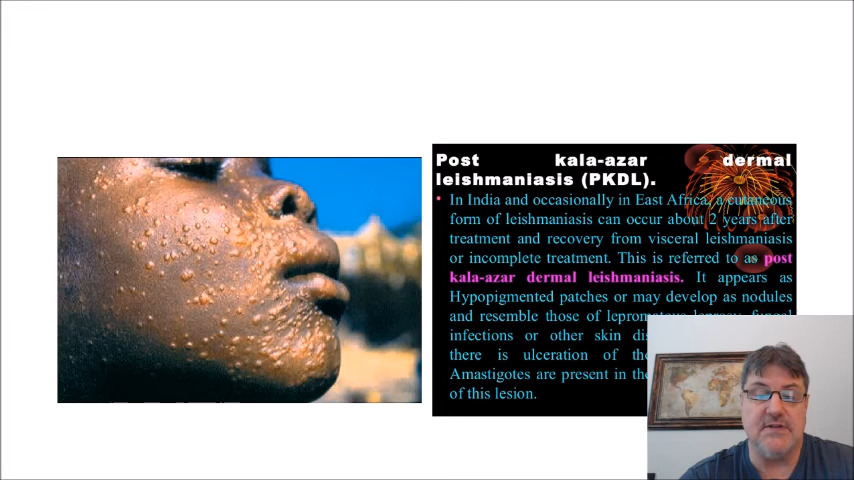 Post kala-azar dermal
leishmaniasis (PKDL).
• In India and occasionally in East Africa, a cutaneous
form of leishmaniasis can occur about 2 years after
treatment and recovery from visceral leishmaniasis
or incomplete treatment. This is referred to as post
kala-azar dermal leishmaniasis. It appears as
Hypopigmented patches or may develop as nodules
and resemble those of lepromatous leprosy, fungal
infections or other skin
there is ulceration of
Amastigotes are present in the
of this lesion.